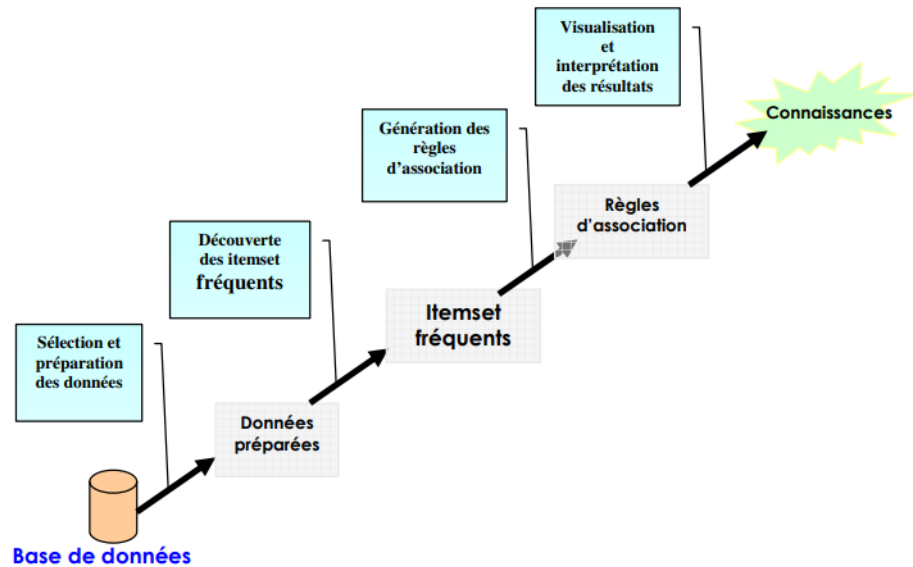 Visualisation
et
interprétation
des résultats
Connaissances
Génération des
règles
d'association
Règles
d'association
Découverte
des itemset
fréquents
Itemset
fréquents
Sélection et
préparation
des données
Données
préparées
Base de données